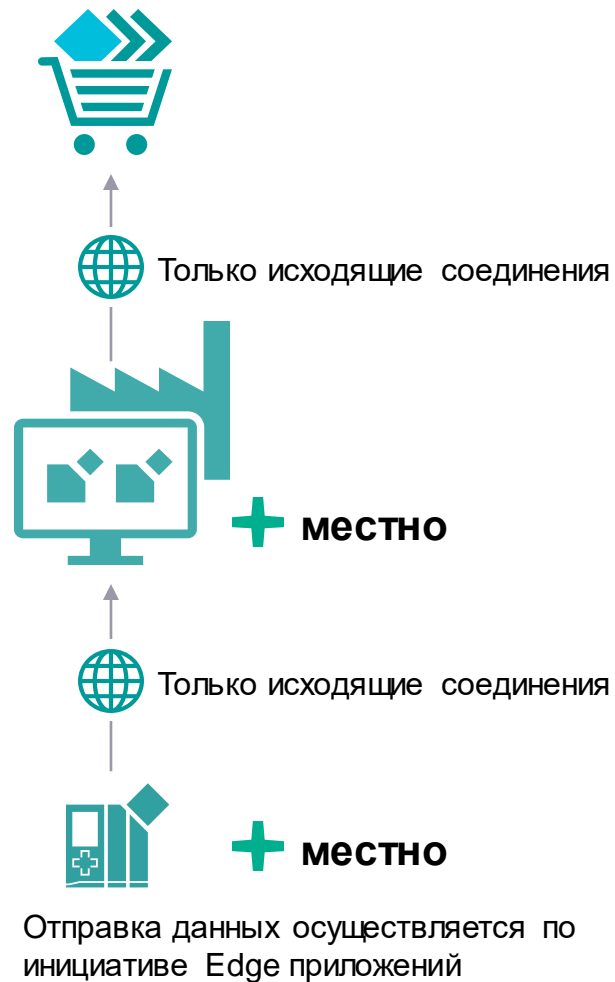 Только исходящие соединения
местно
Только исходящие соединения
местно
Отправка данных осуществляется по
инициативе Edge приложений